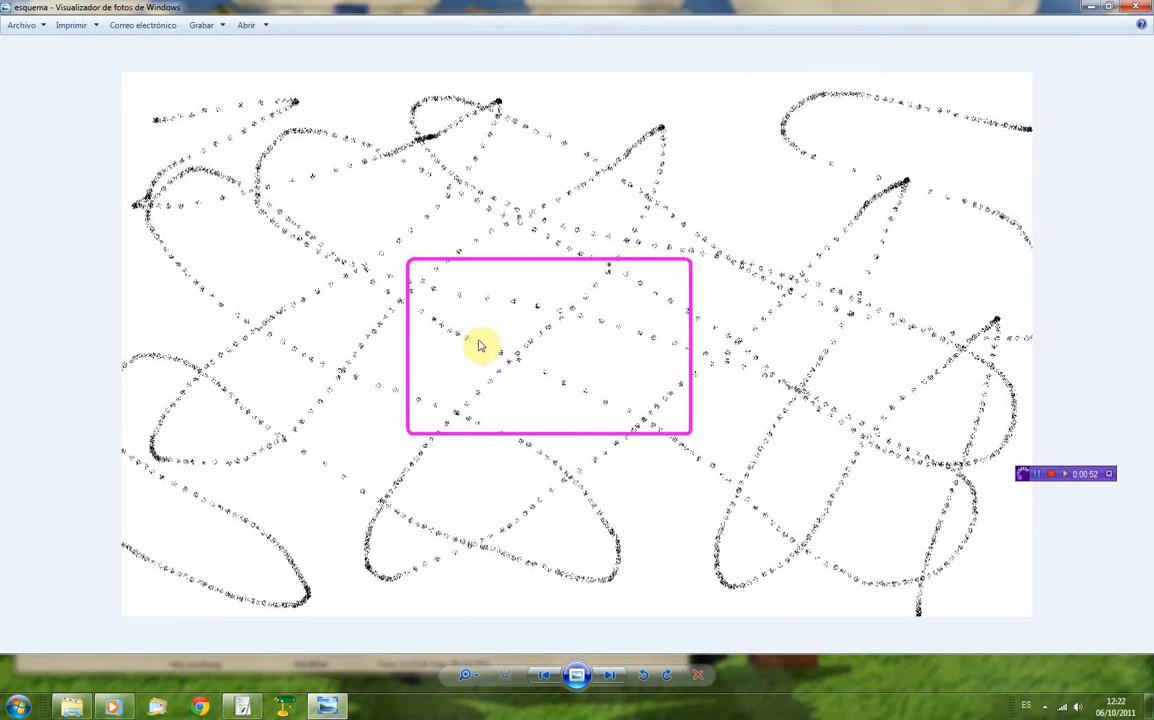 esquema - Visualizador de fotos de Windows
Archivo Imprimir Correo electrónico Grabar Abrir
0:00:52
ES 12:22
06/10/2011